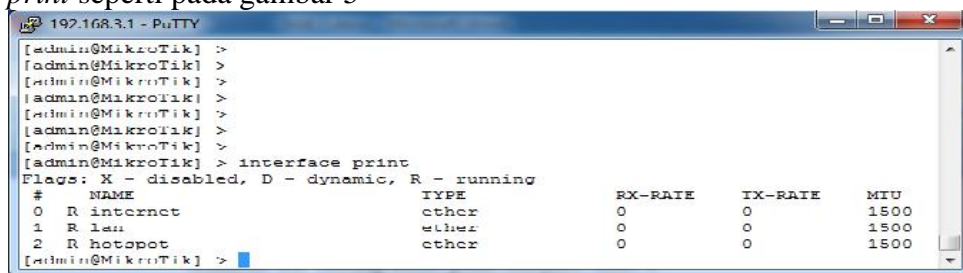 print seperti pada gambar 3
192.168.3.1 - PuTTY
[admin@MikroTik] >
[admin@MikroTik] >
[admin@MikroTik] >
[admin@MikroTik] >
[admin@MikroTik] >
[admin@MikroTik] >
[admin@MikroTik] >
[admin@MikroTik] > interface print
Flags: X - disabled, D - dynamic, R - running
# NAME TYPE RX-RATE TX-RATE MTU
0 R internet ether 0 0 1500
1 R lan ether 0 0 1500
2 R hotspot ether 0 0 1500
[admin@MikroTik] >